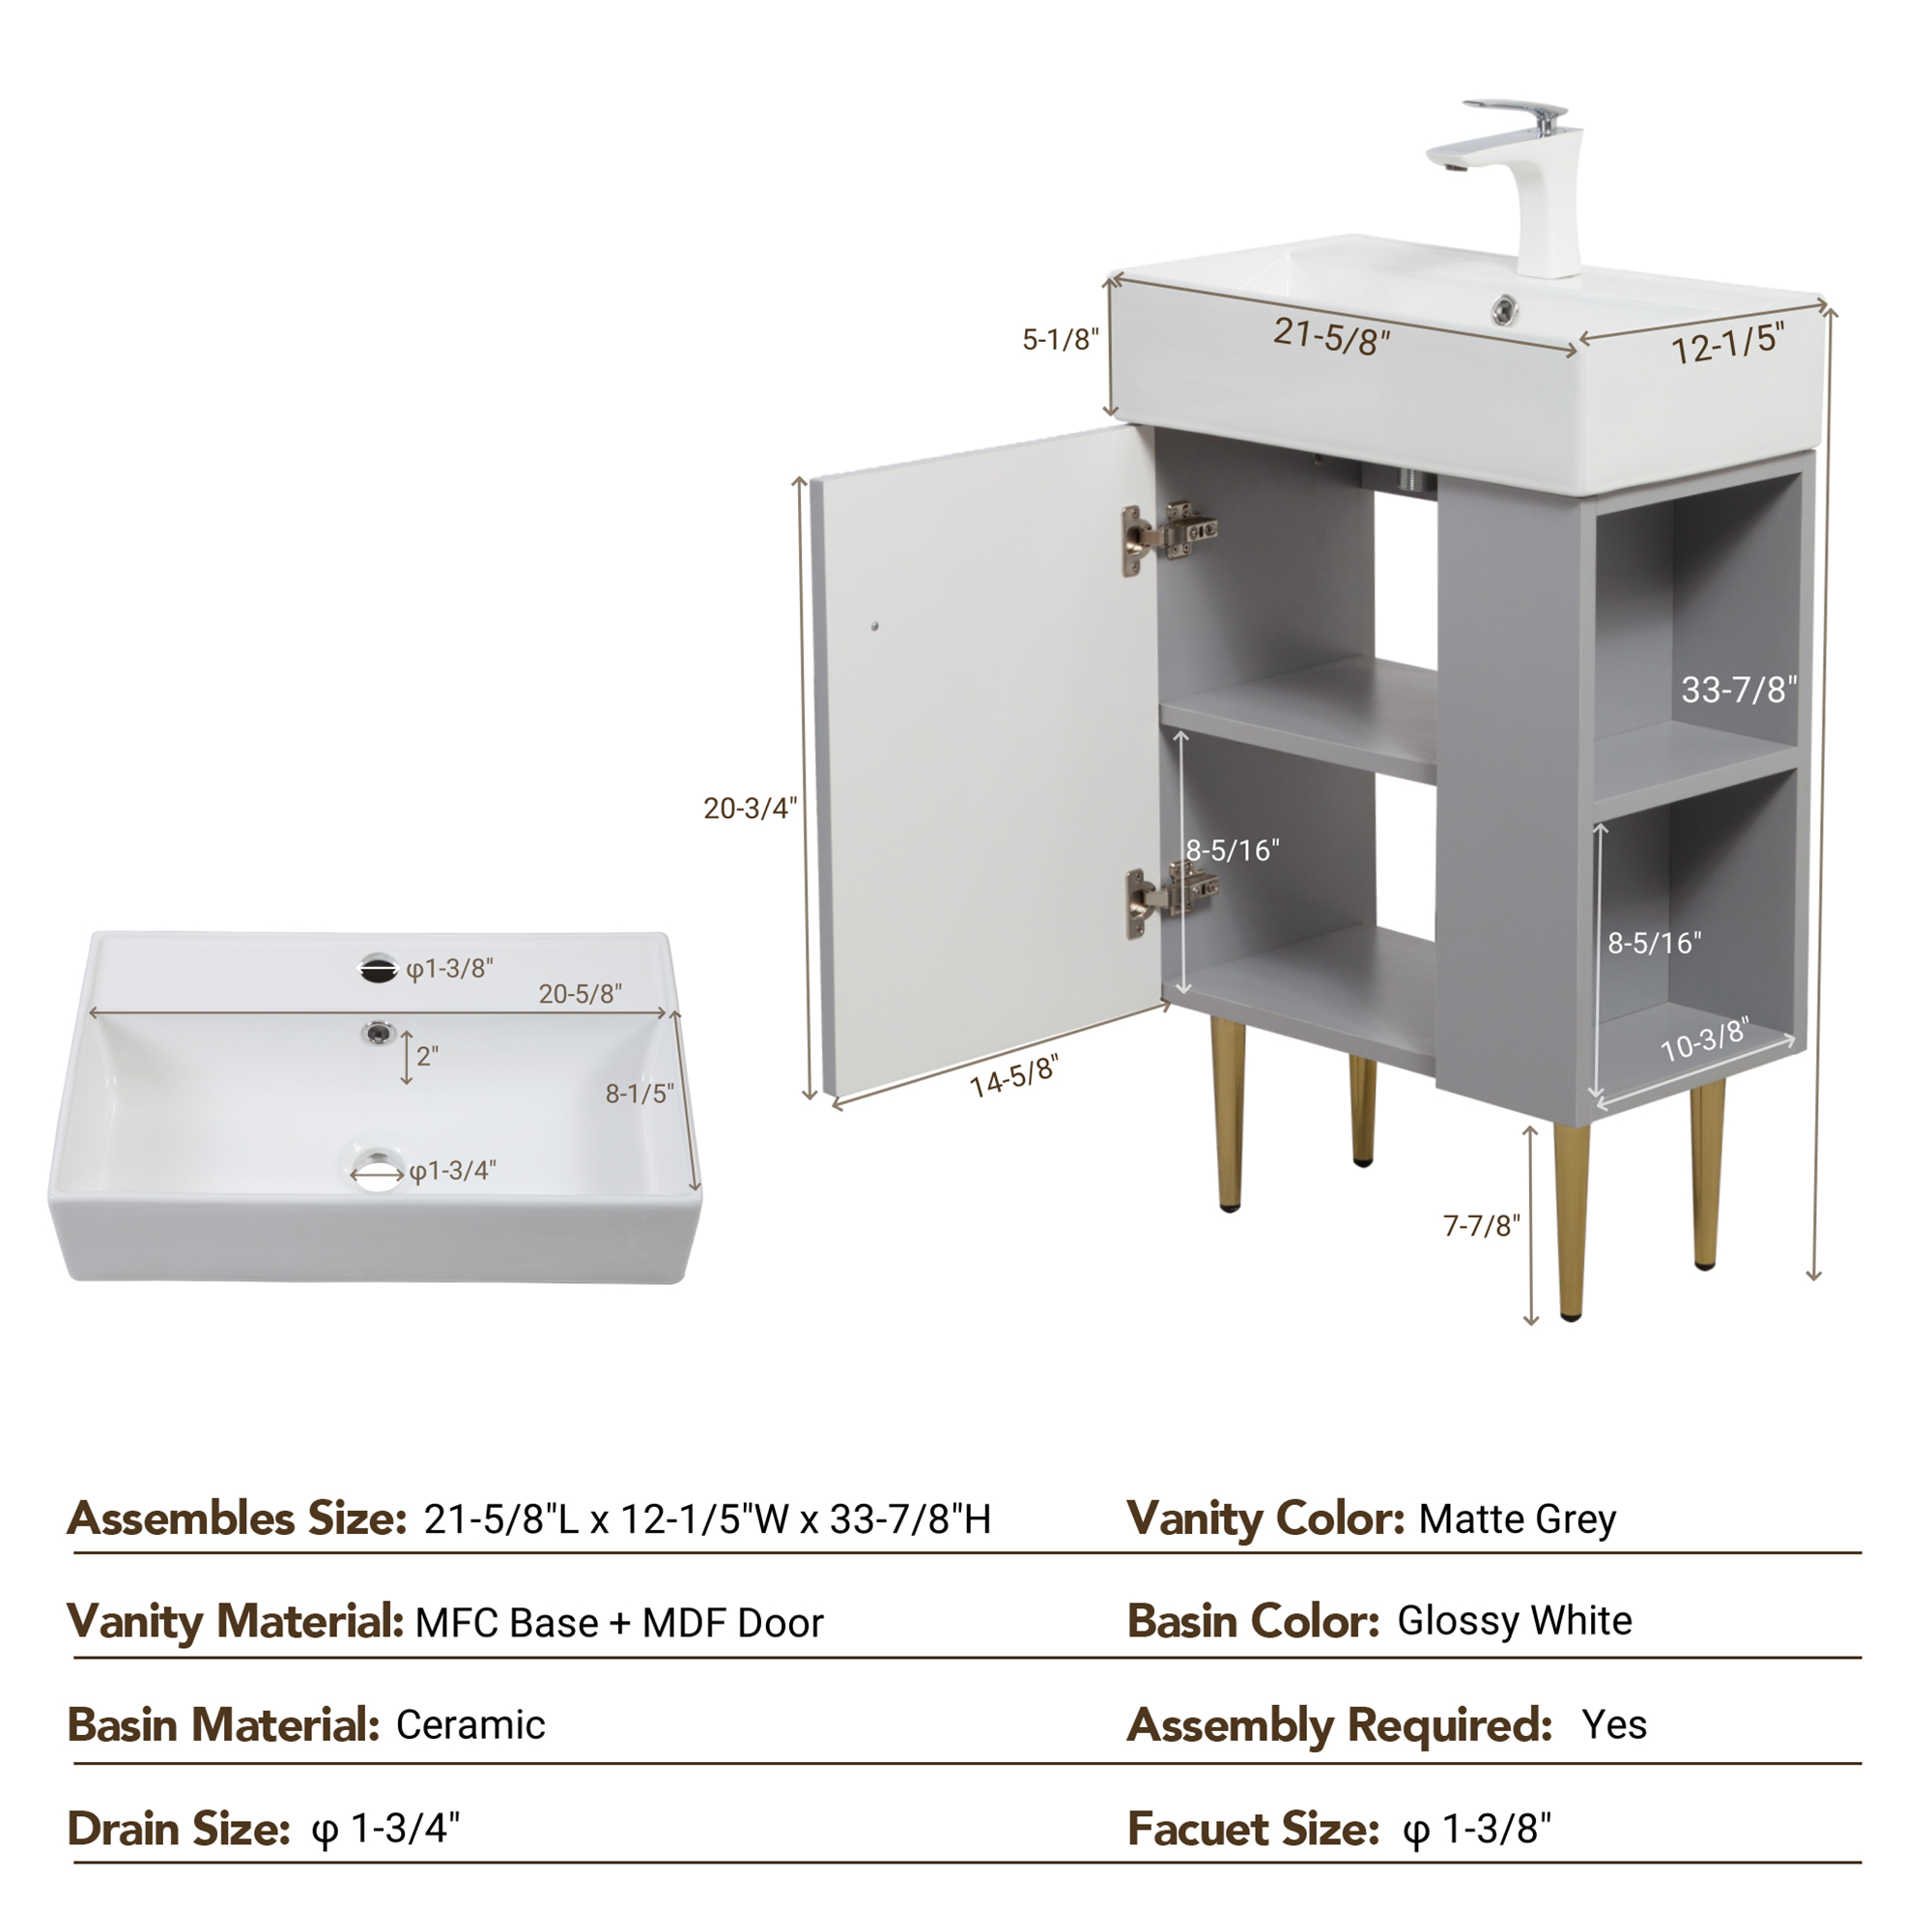 5-1/8"
21-5/8"
12-1/5"
33-7/8"
20-3/4"
8-5/16"
8-5/16"
10-3/8"
14-5/8"
7-7/8"
φ1-3/8"
20-5/8"
2"
8-1/5"
φ1-3/4"
Assembles Size: 21-5/8"L x 12-1/5"W x 33-7/8"H
Vanity Color: Matte Grey
Vanity Material: MFC Base + MDF Door
Basin Color: Glossy White
Basin Material: Ceramic
Assembly Required: Yes
Drain Size: φ 1-3/4"
Facuet Size: φ 1-3/8"